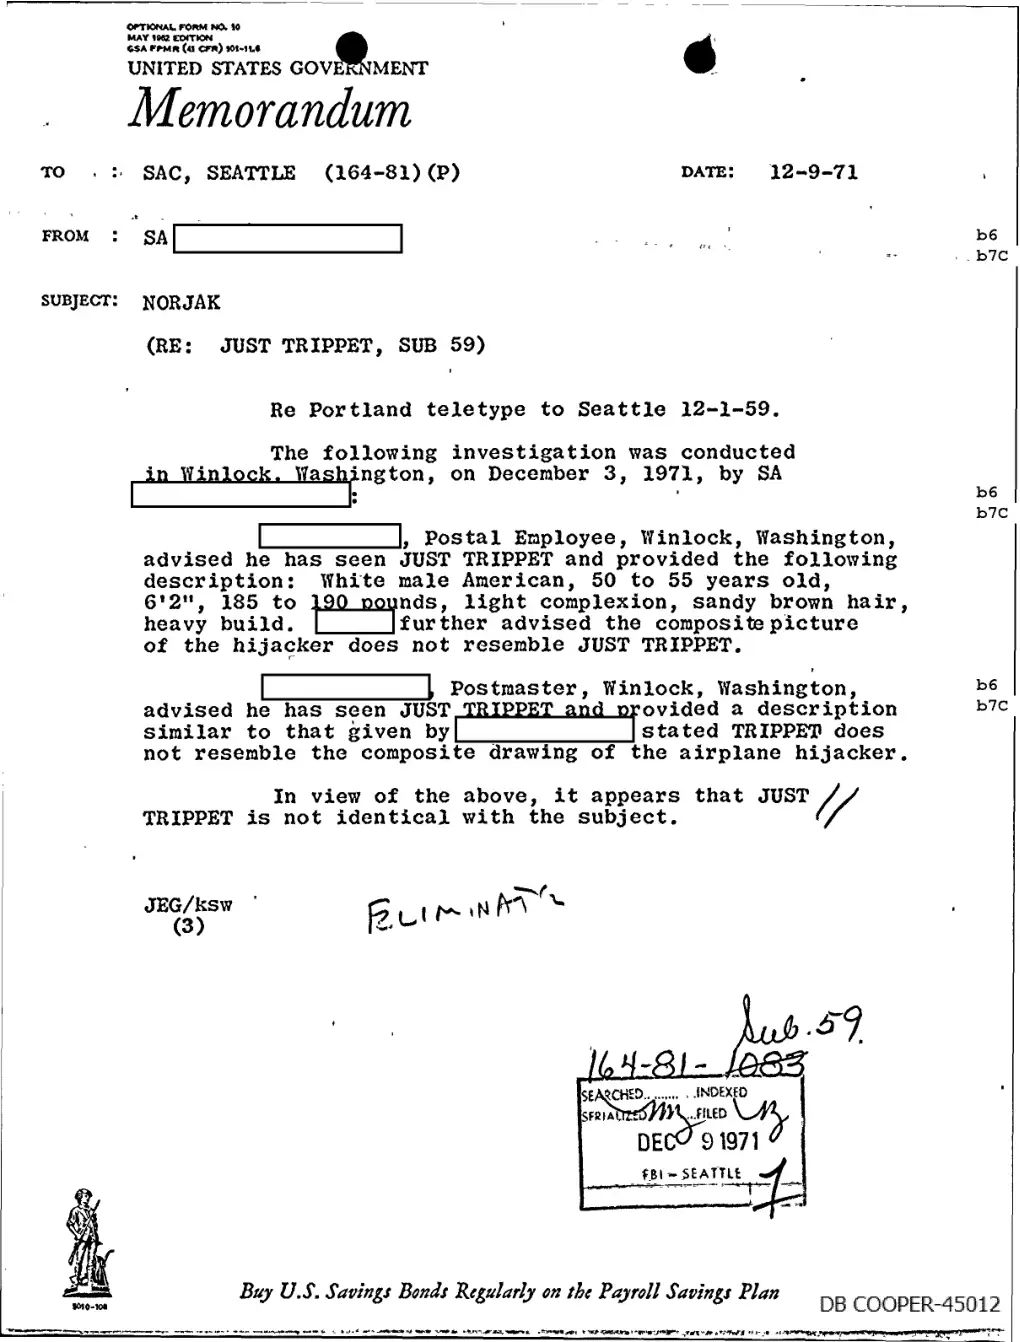 OPTIONAL FORM NO. 10
MAY 1962 EDITION
GSA FPMR (41 CFR) 101-11.6
UNITED STATES GOVERNMENT
Memorandum
TO : SAC, SEATTLE (164-81)(P) DATE: 12-9-71
FROM : SA b6
b7C
SUBJECT: NORJAK
(RE: JUST TRIPPET, SUB 59)
Re Portland teletype to Seattle 12-1-59.
The following investigation was conducted
in Winlock, Washington, on December 3, 1971, by SA
: b6
b7C
, Postal Employee, Winlock, Washington,
advised he has seen JUST TRIPPET and provided the following
description: White male American, 50 to 55 years old,
6'2", 185 to 190 pounds, light complexion, sandy brown hair,
heavy build. further advised the composite picture
of the hijacker does not resemble JUST TRIPPET.
, Postmaster, Winlock, Washington, b6
advised he has seen JUST TRIPPET and provided a description b7C
similar to that given by stated TRIPPET does
not resemble the composite drawing of the airplane hijacker.
In view of the above, it appears that JUST //
TRIPPET is not identical with the subject.
JEG/ksw
(3)
Sub. 59.
164-81-1083
SEARCHED.......... ..INDEXED
SERIALIZED ...FILED
DEC 9 1971
FBI – SEATTLE
5010-108
Buy U.S. Savings Bonds Regularly on the Payroll Savings Plan
DB COOPER-45012